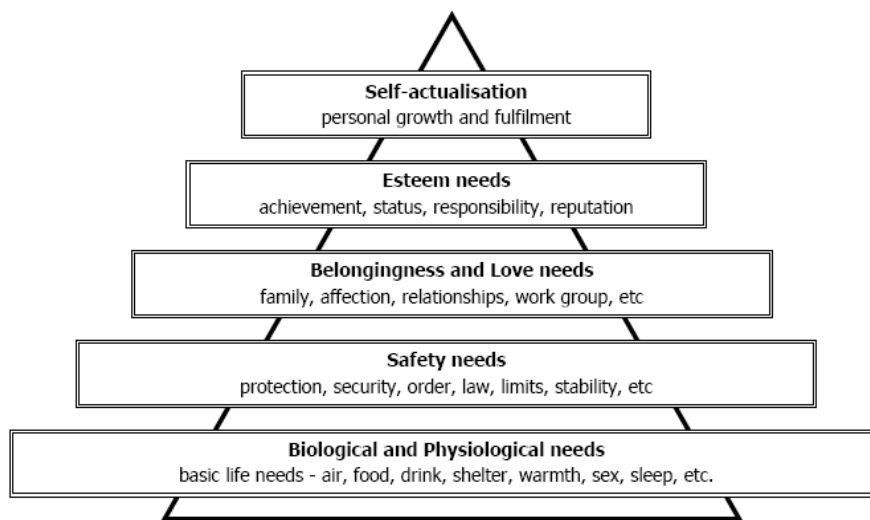 Self-actualisation
personal growth and fulfilment
Esteem needs
achievement, status, responsibility, reputation
Belongingness and Love needs
family, affection, relationships, work group, etc
Safety needs
protection, security, order, law, limits, stability, etc
Biological and Physiological needs
basic life needs - air, food, drink, shelter, warmth, sex, sleep, etc.